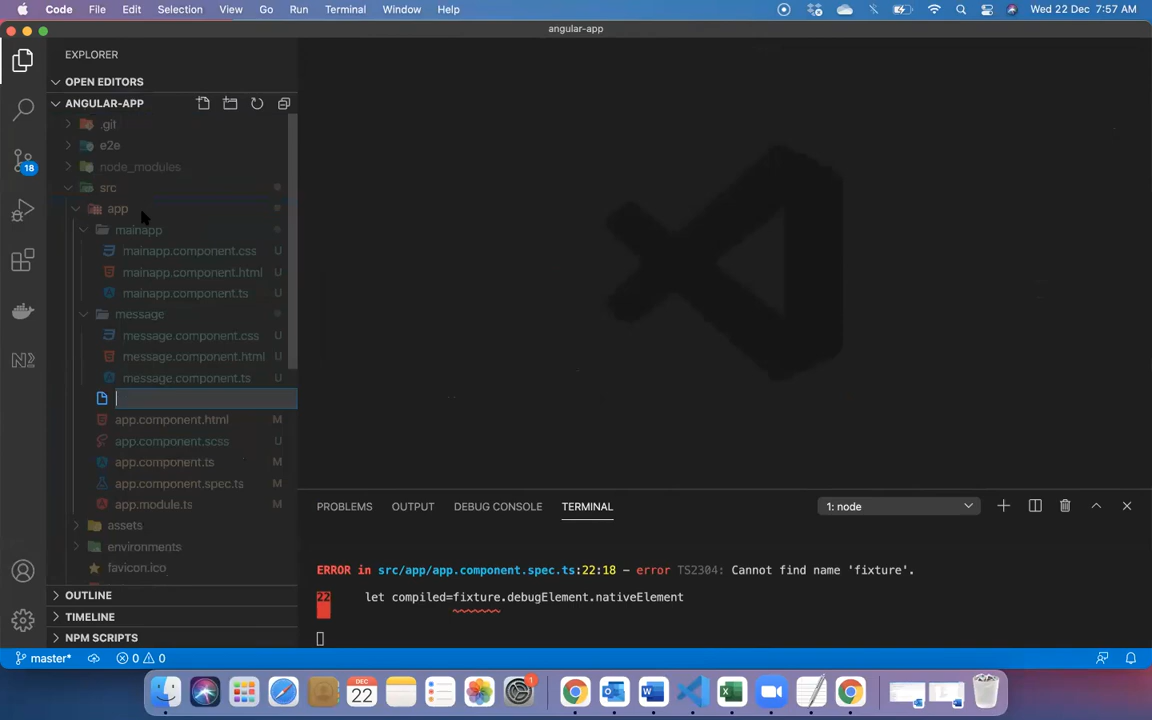 Code File Edit Selection View Go Run Terminal Window Help Wed 22 Dec 7:57 AM
angular-app
EXPLORER
OPEN EDITORS
ANGULAR-APP
.git
e2e
node_modules
src
app
mainapp
mainapp.component.css U
mainapp.component.html U
mainapp.component.ts U
message
message.component.css U
message.component.html U
message.component.ts U
app.component.html M
app.component.scss U
app.component.ts M
app.component.spec.ts M
app.module.ts M
assets
environments
favicon.ico
OUTLINE
TIMELINE
NPM SCRIPTS
18
PROBLEMS OUTPUT DEBUG CONSOLE TERMINAL 1: node
ERROR in src/app/app.component.spec.ts:22:18 - error TS2304: Cannot find name 'fixture'.
22 let compiled=fixture.debugElement.nativeElement
master* 0 0
DEC
22
1